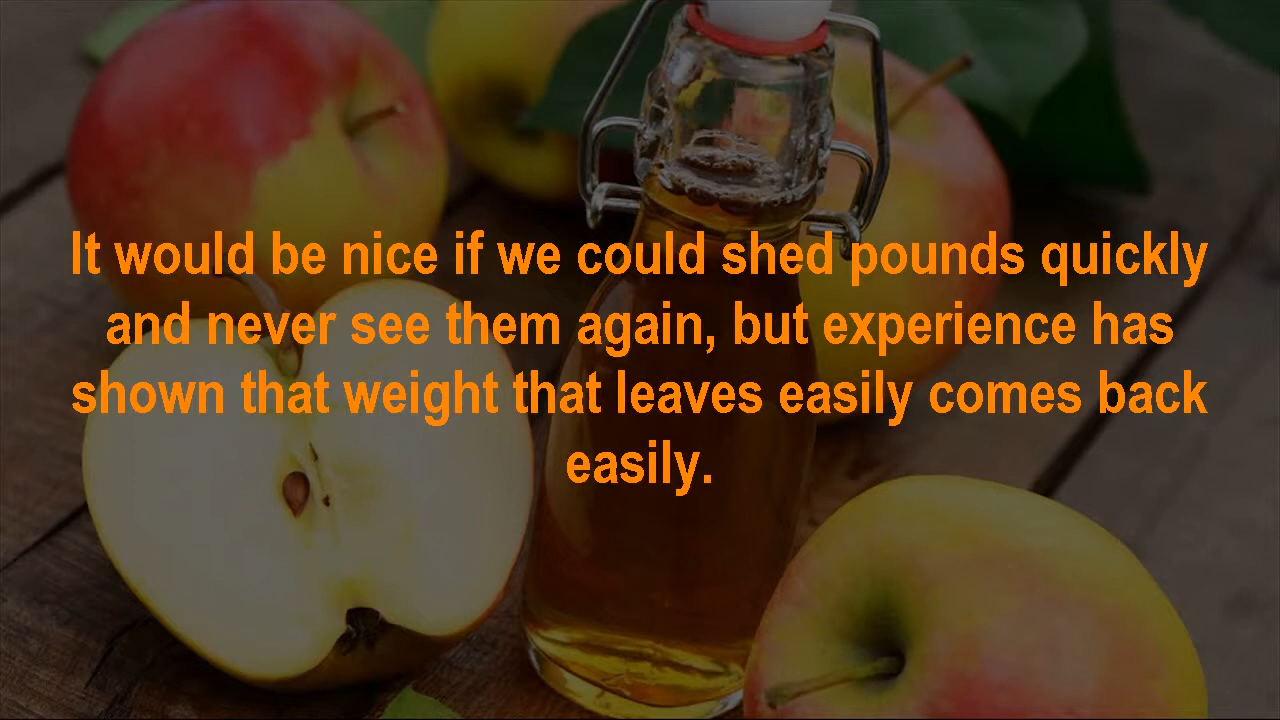 It would be nice if we could shed pounds quickly
and never see them again, but experience has
shown that weight that leaves easily comes back
easily.